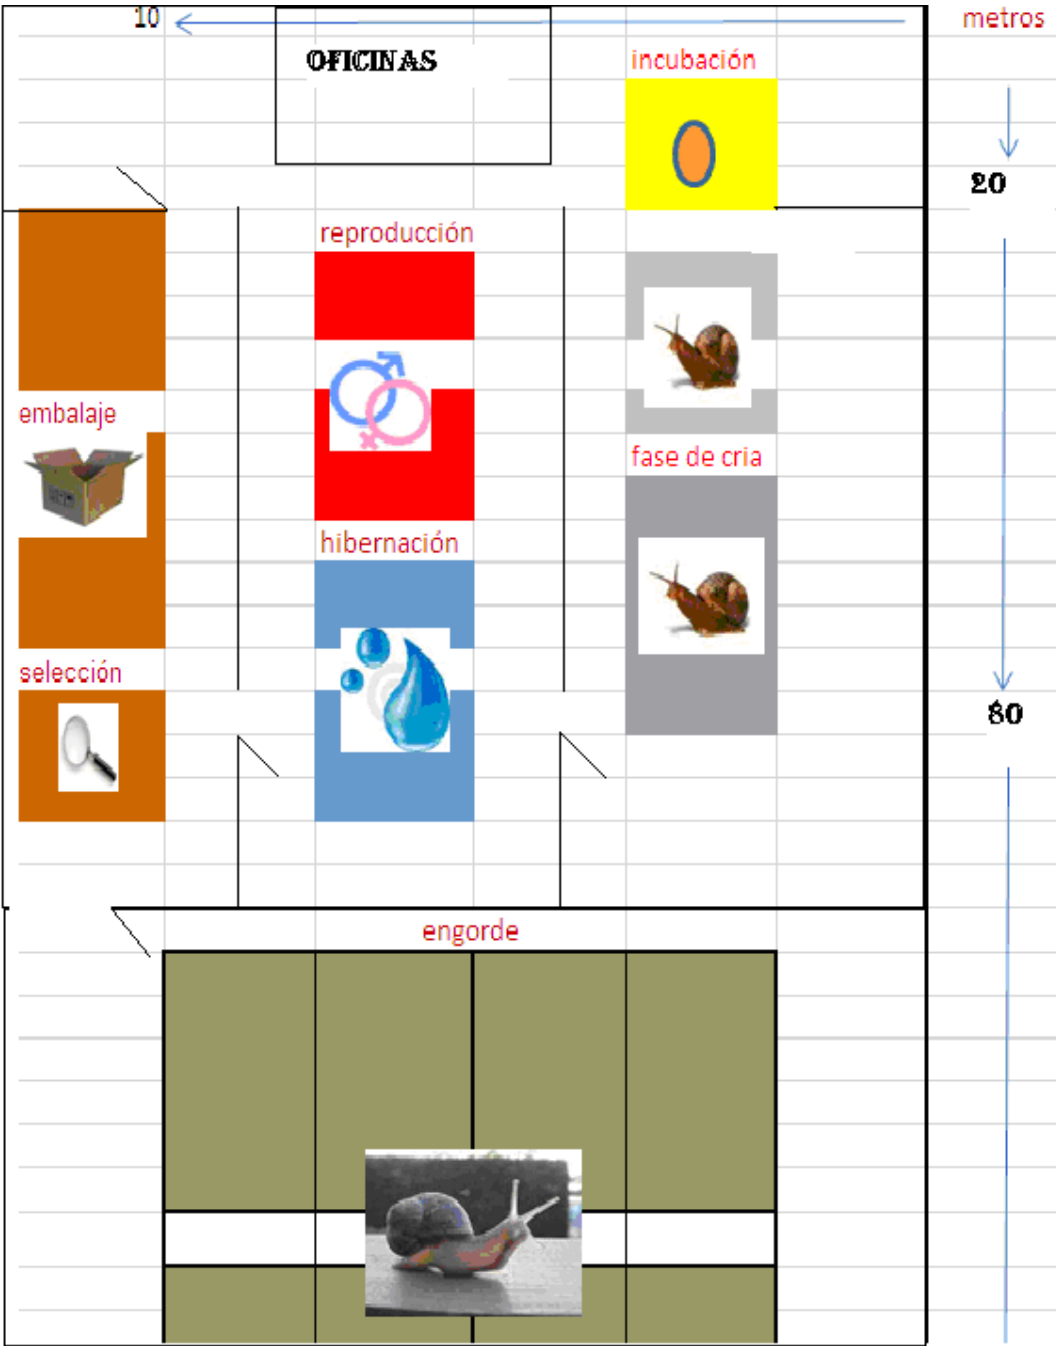 10
metros
OFICINAS
incubación
20
reproducción
embalaje
fase de cria
hibernación
selección
80
engorde